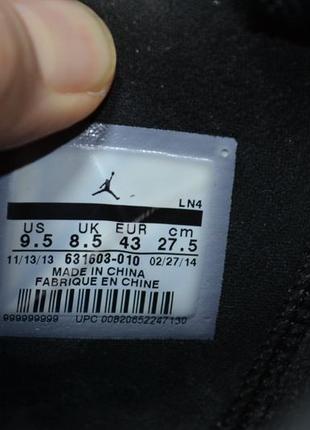 LN4
US UK EUR cm
9.5 8.5 43 27.5
11/13/13 631603-010 02/27/14
MADE IN CHINA
FABRIQUE EN CHINE
999999999 UPC 00820652247130